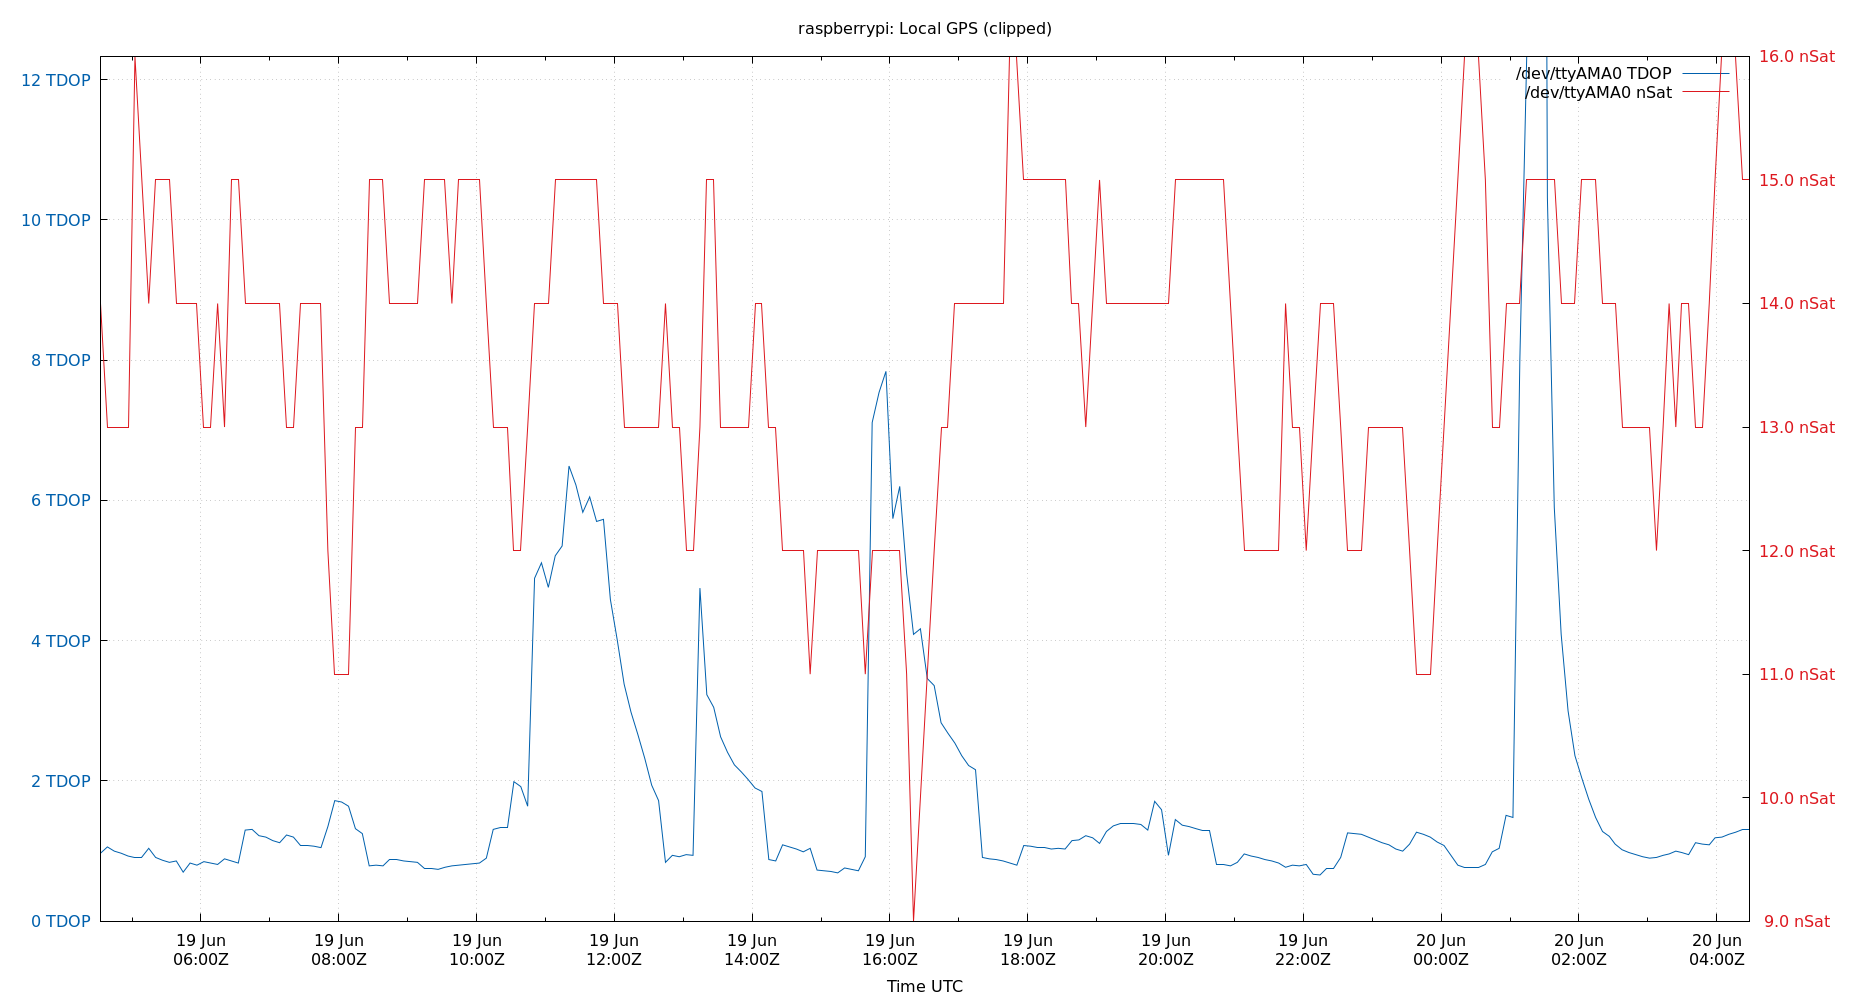 raspberrypi: Local GPS (clipped)
/dev/ttyAMA0 TDOP
/dev/ttyAMA0 nSat
12 TDOP
10 TDOP
8 TDOP
6 TDOP
4 TDOP
2 TDOP
0 TDOP
16.0 nSat
15.0 nSat
14.0 nSat
13.0 nSat
12.0 nSat
11.0 nSat
10.0 nSat
9.0 nSat
19 Jun
06:00Z
19 Jun
08:00Z
19 Jun
10:00Z
19 Jun
12:00Z
19 Jun
14:00Z
19 Jun
16:00Z
19 Jun
18:00Z
19 Jun
20:00Z
19 Jun
22:00Z
20 Jun
00:00Z
20 Jun
02:00Z
20 Jun
04:00Z
Time UTC